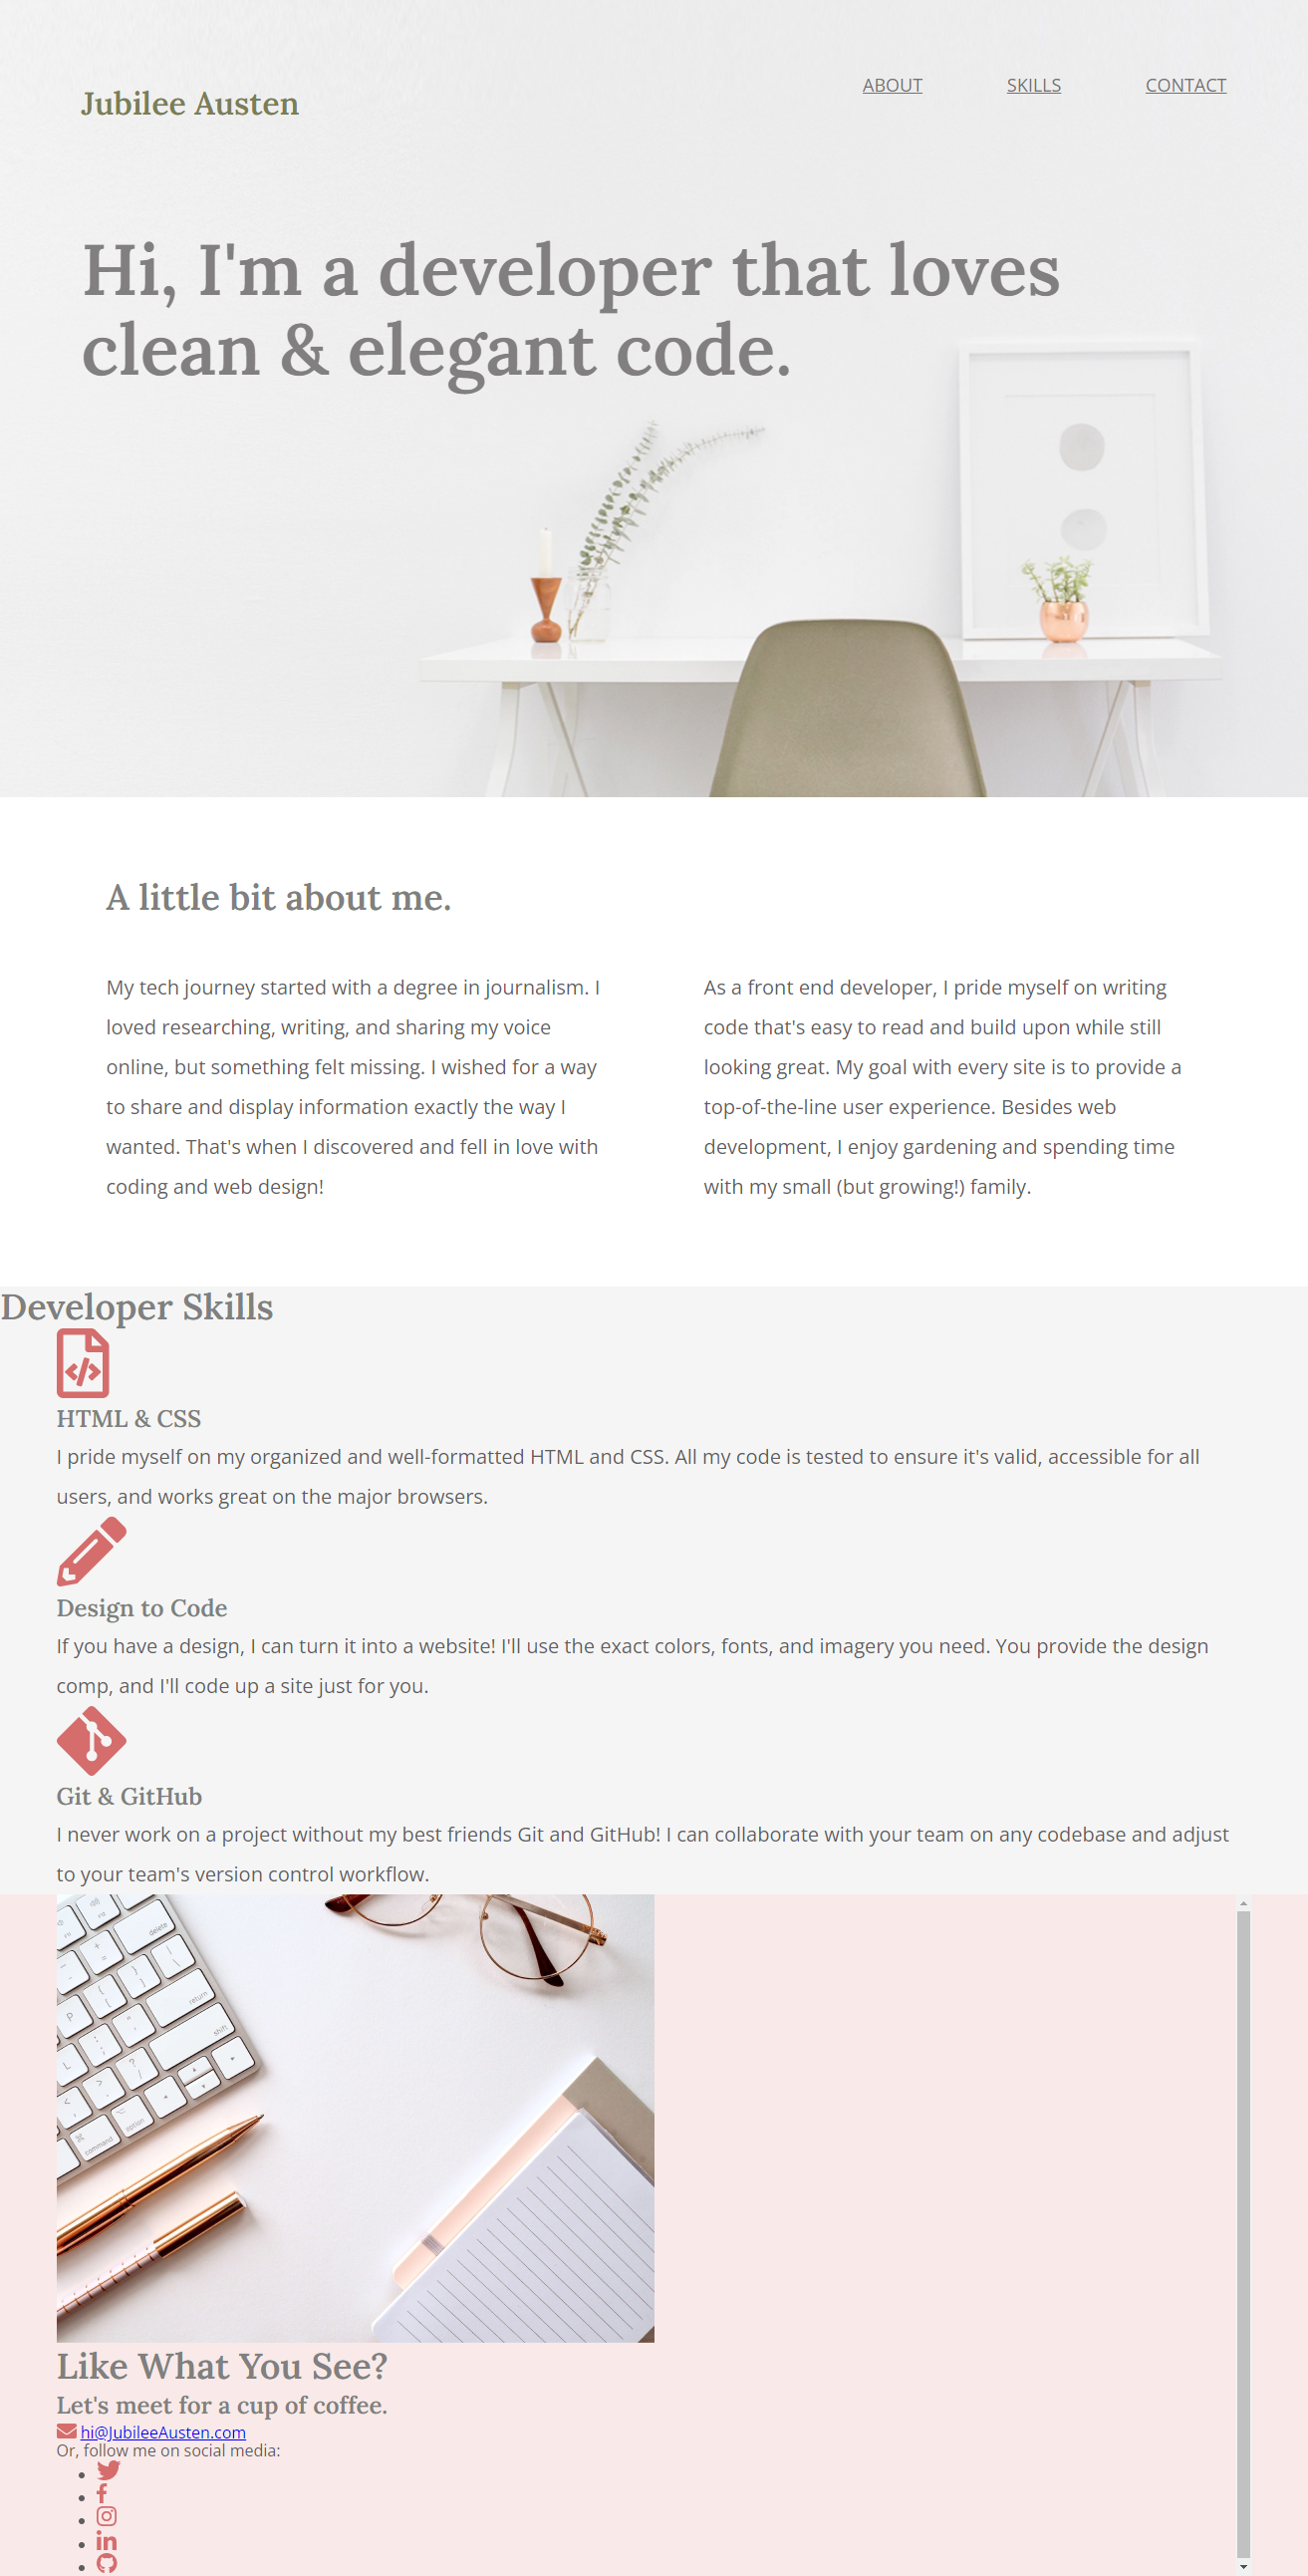 Jubilee Austen
ABOUT
SKILLS
CONTACT
Hi, I'm a developer that loves
clean & elegant code.
A little bit about me.
My tech journey started with a degree in journalism. I
loved researching, writing, and sharing my voice
online, but something felt missing. I wished for a way
to share and display information exactly the way I
wanted. That's when I discovered and fell in love with
coding and web design!
As a front end developer, I pride myself on writing
code that's easy to read and build upon while still
looking great. My goal with every site is to provide a
top-of-the-line user experience. Besides web
development, I enjoy gardening and spending time
with my small (but growing!) family.
Developer Skills
HTML & CSS
I pride myself on my organized and well-formatted HTML and CSS. All my code is tested to ensure it's valid, accessible for all
users, and works great on the major browsers.
Design to Code
If you have a design, I can turn it into a website! I'll use the exact colors, fonts, and imagery you need. You provide the design
comp, and I'll code up a site just for you.
Git & GitHub
I never work on a project without my best friends Git and GitHub! I can collaborate with your team on any codebase and adjust
to your team's version control workflow.
delete
return
shift
P
L
command
option
Like What You See?
Let's meet for a cup of coffee.
hi@JubileeAusten.com
Or, follow me on social media: